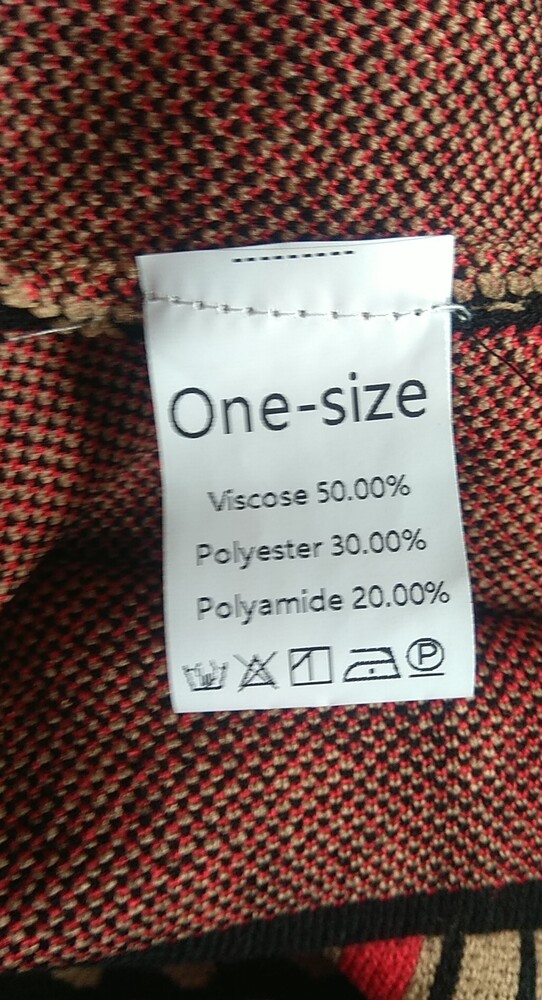 One-size
Viscose 50.00%
Polyester 30.00%
Polyamide 20.00%
P